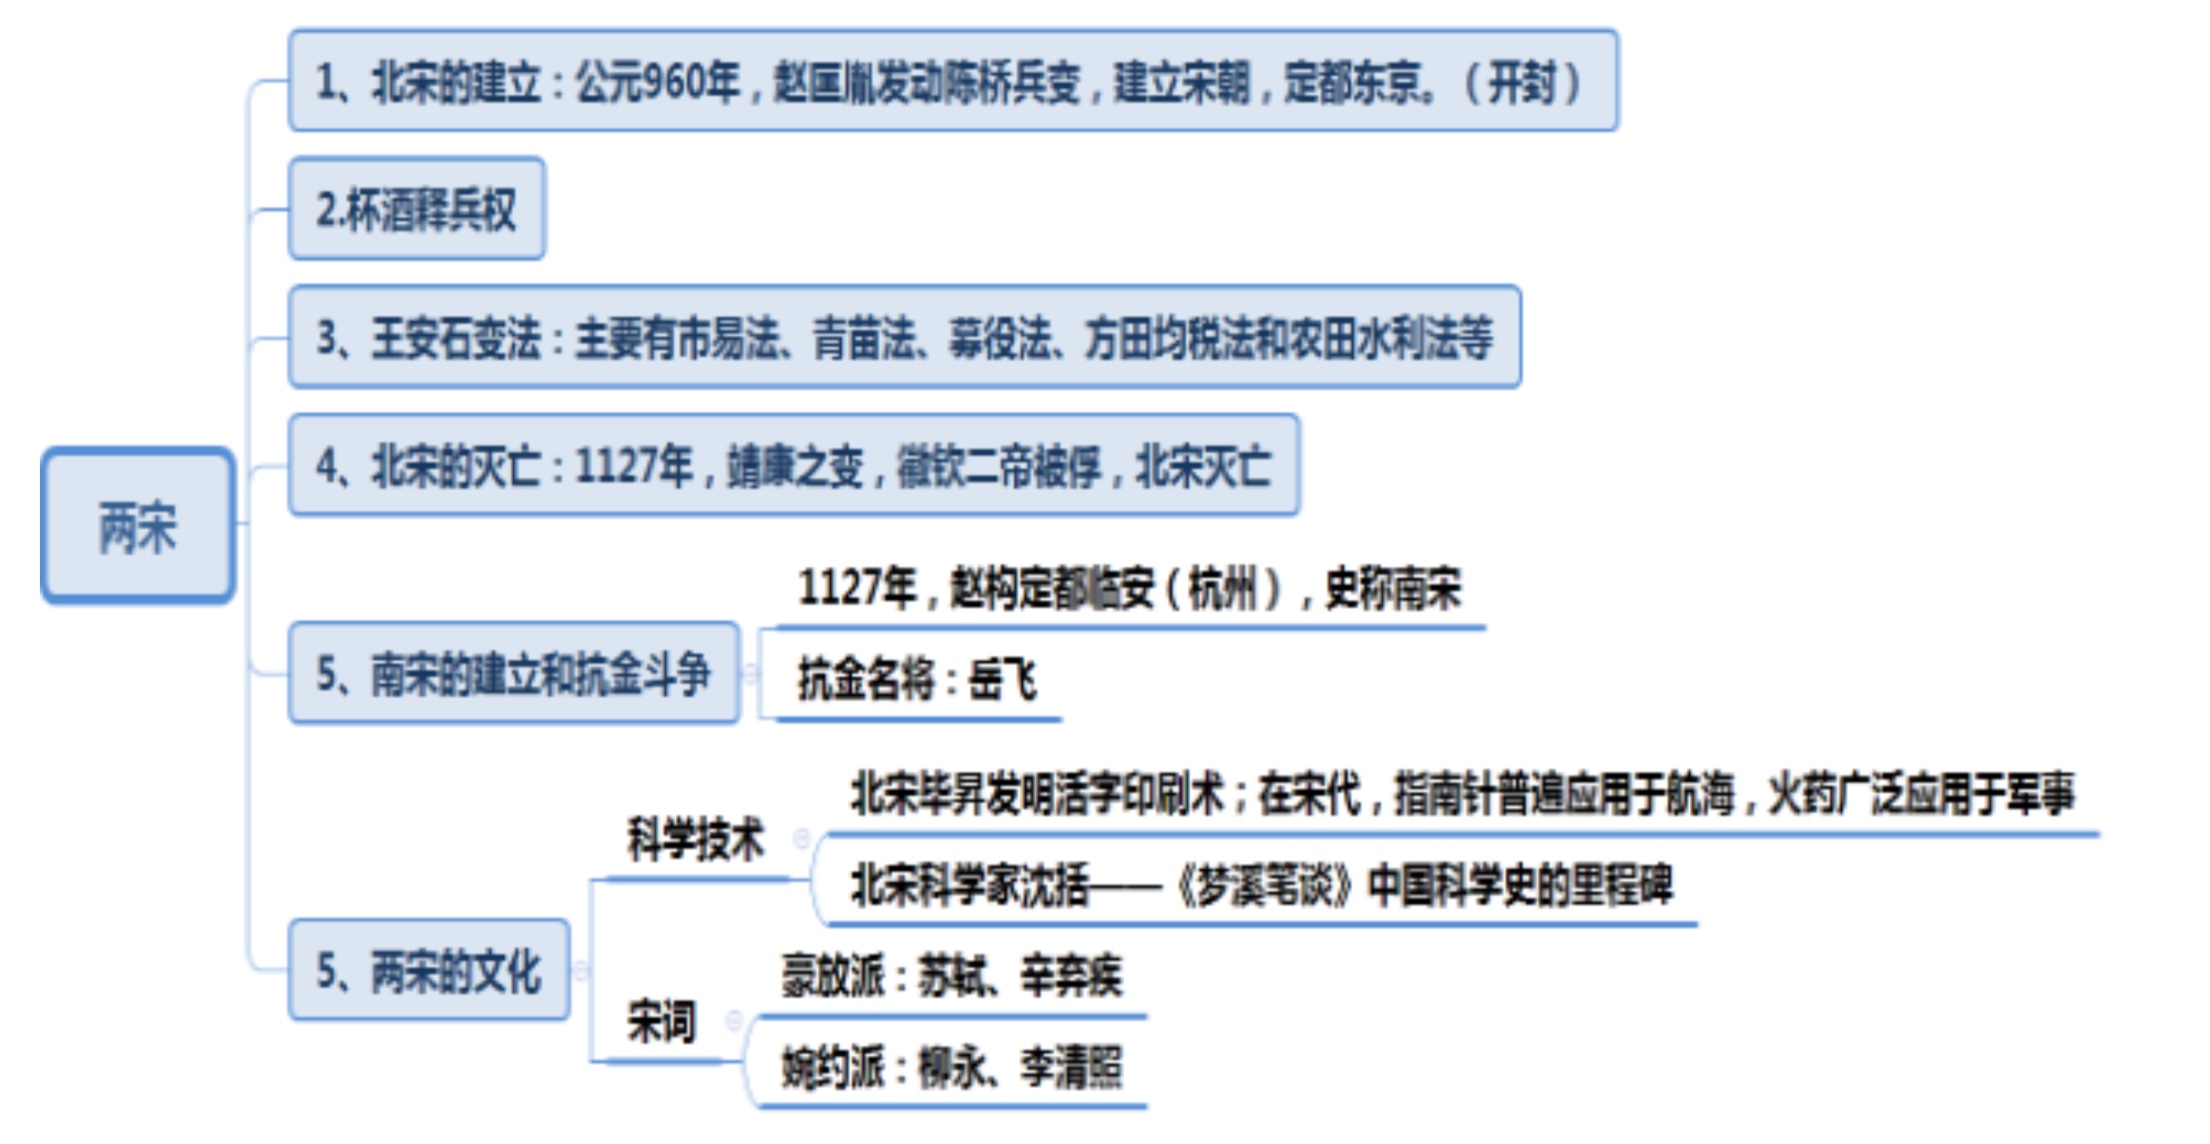 1、北宋的建立：公元960年，赵匡胤发动陈桥兵变，建立宋朝，定都东京。（开封）
2.杯酒释兵权
3、王安石变法：主要有市易法、青苗法、募役法、方田均税法和农田水利法等
4、北宋的灭亡：1127年，靖康之变，徽钦二帝被俘，北宋灭亡
两宋
1127年，赵构定都临安（杭州），史称南宋
5、南宋的建立和抗金斗争
抗金名将：岳飞
北宋毕昇发明活字印刷术；在宋代，指南针普遍应用于航海，火药广泛应用于军事
科学技术
北宋科学家沈括——《梦溪笔谈》中国科学史的里程碑
5、两宋的文化
豪放派：苏轼、辛弃疾
宋词
婉约派：柳永、李清照